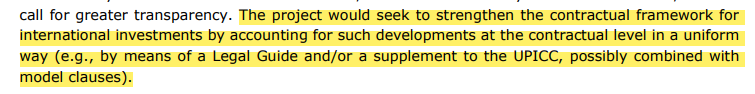 call for greater transparency. The project would seek to strengthen the contractual framework for
international investments by accounting for such developments at the contractual level in a uniform
way (e.g., by means of a Legal Guide and/or a supplement to the UPICC, possibly combined with
model clauses).